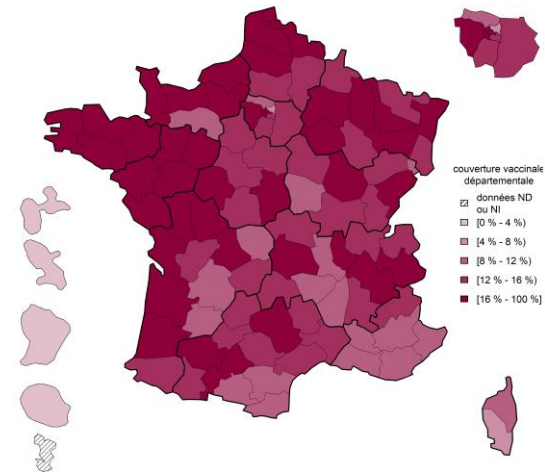 couverture vaccinale
départementale
données ND
ou NI
[0 % - 4 %)
[4 % - 8 %)
[8 % - 12 %)
[12 % - 16 %)
[16 % - 100 %]